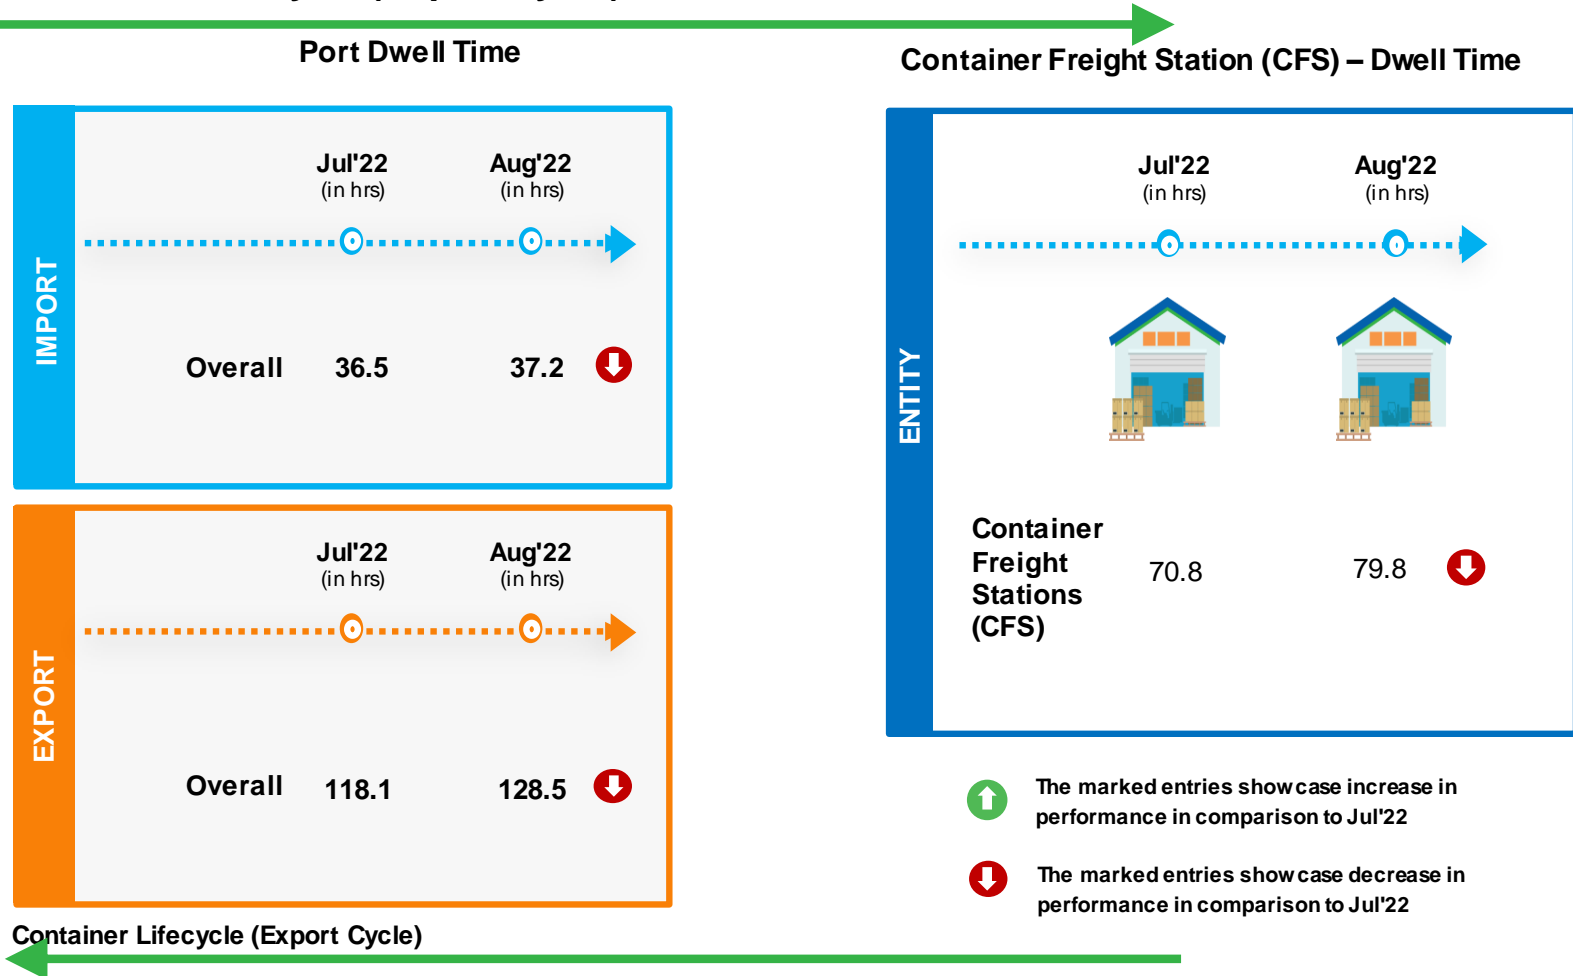 Port Dwell Time
Container Freight Station (CFS) – Dwell Time
IMPORT
Jul'22
(in hrs)
Aug'22
(in hrs)
Overall 36.5 37.2
EXPORT
Jul'22
(in hrs)
Aug'22
(in hrs)
Overall 118.1 128.5
ENTITY
Jul'22
(in hrs)
Aug'22
(in hrs)
Container
Freight
Stations
(CFS)
70.8 79.8
The marked entries showcase increase in
performance in comparison to Jul'22
The marked entries showcase decrease in
performance in comparison to Jul'22
Container Lifecycle (Export Cycle)